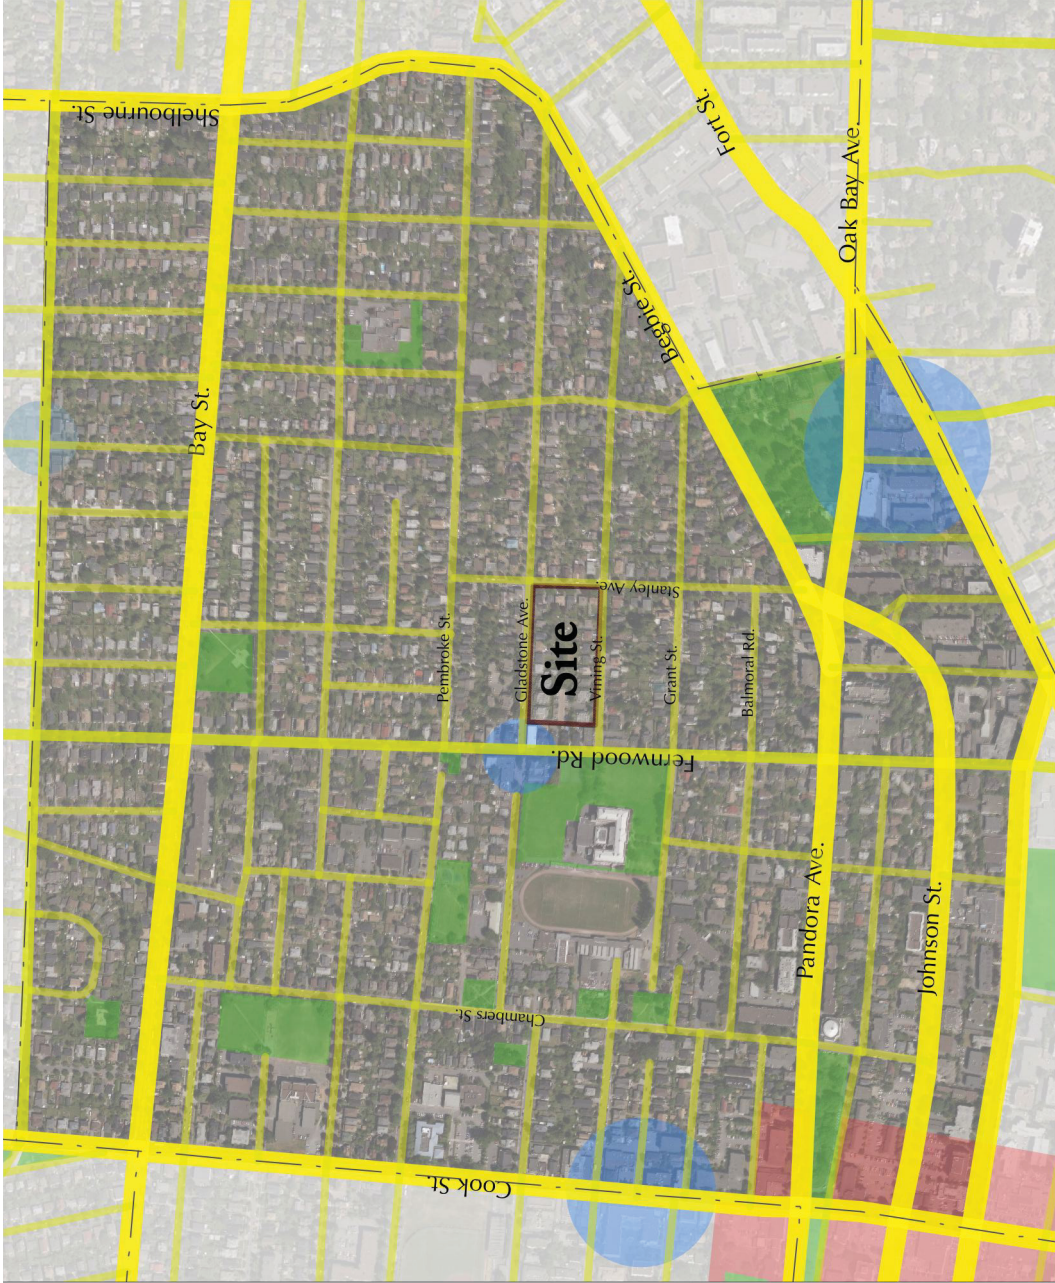 Shelbourne St.
Fort St.
Oak Bay Ave.
Begbie St.
Bay St.
Stanley Ave.
Pembroke St.
Gladstone Ave.
Site
Vining St.
Grant St.
Balmoral Rd.
Fernwood Rd.
Pandora Ave.
Johnson St.
Chambers St.
Cook St.